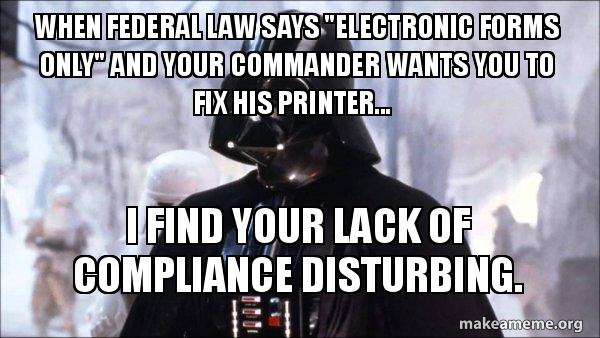 WHEN FEDERAL LAW SAYS "ELECTRONIC FORMS
ONLY" AND YOUR COMMANDER WANTS YOU TO
FIX HIS PRINTER...
I FIND YOUR LACK OF
COMPLIANCE DISTURBING.
makeameme.org